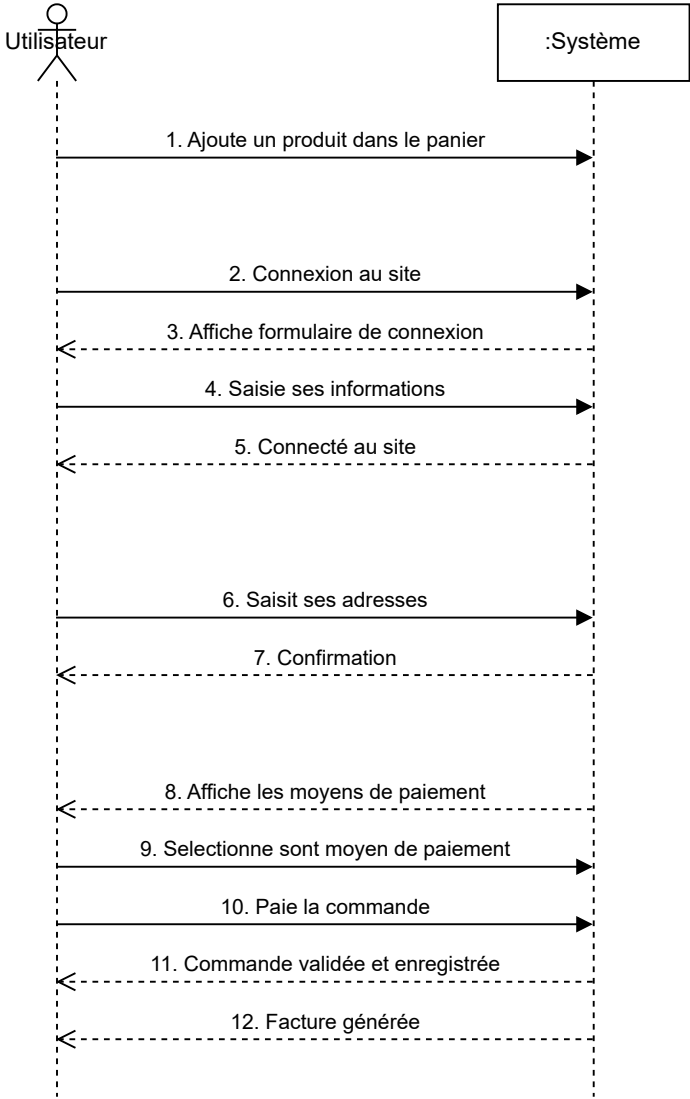 Utilisateur
:Système
1. Ajoute un produit dans le panier
2. Connexion au site
3. Affiche formulaire de connexion
4. Saisie ses informations
5. Connecté au site
6. Saisit ses adresses
7. Confirmation
8. Affiche les moyens de paiement
9. Selectionne sont moyen de paiement
10. Paie la commande
11. Commande validée et enregistrée
12. Facture générée